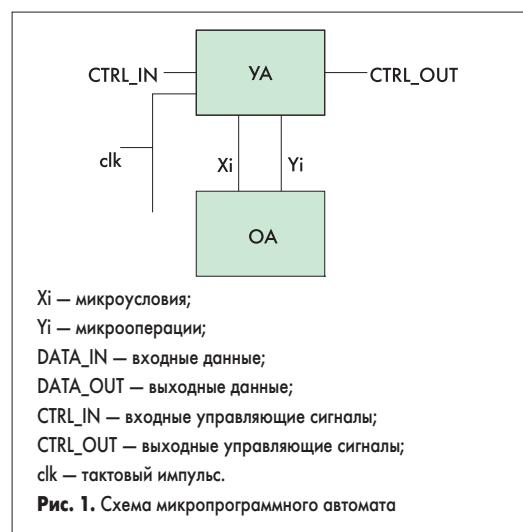 CTRL_IN
УА
CTRL_OUT
clk
Xi
Yi
ОА
Xi — микроусловия;
Yi — микрооперации;
DATA_IN — входные данные;
DATA_OUT — выходные данные;
CTRL_IN — входные управляющие сигналы;
CTRL_OUT — выходные управляющие сигналы;
clk — тактовый импульс.
Рис. 1. Схема микропрограммного автомата